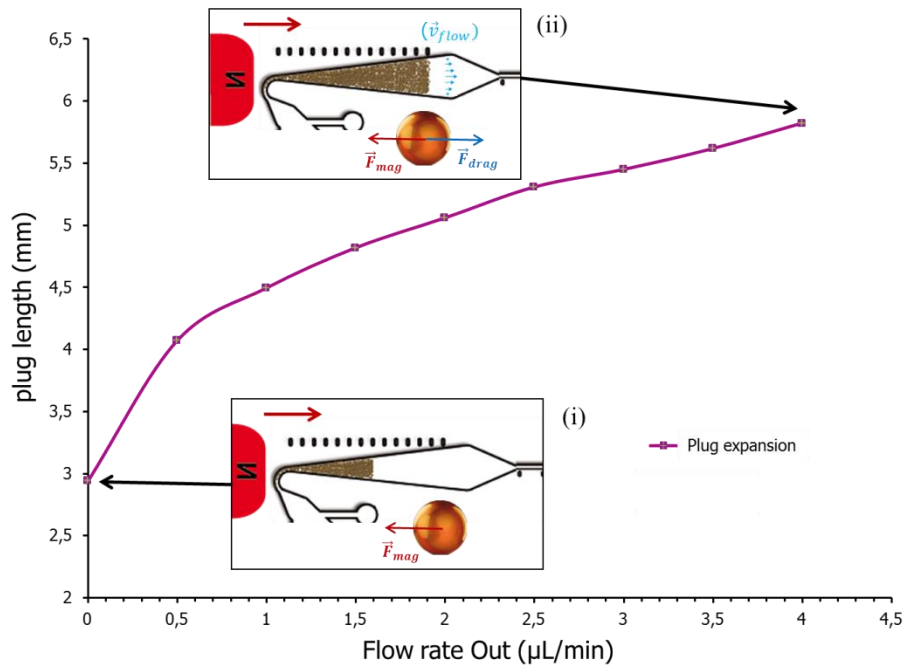 6,5
6
5,5
5
4,5
4
3,5
3
2,5
2
plug length (mm)
(ii)
(v⃗flow)
N
F⃗mag
F⃗drag
(i)
N
F⃗mag
Plug expansion
0
0,5
1
1,5
2
2,5
3
3,5
4
4,5
Flow rate Out (µL/min)